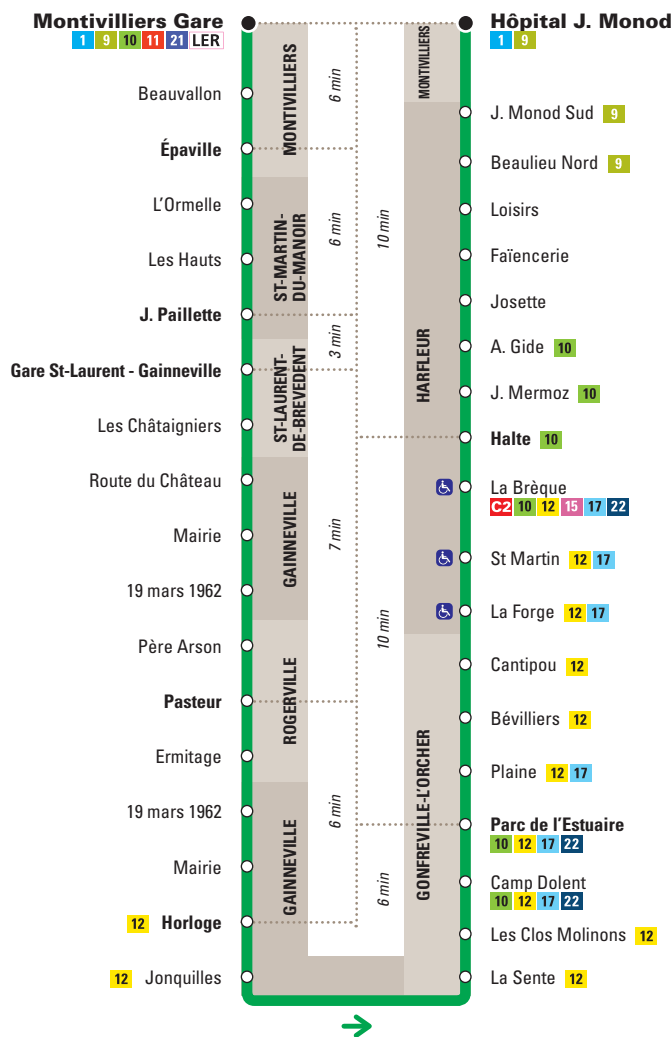 Montivilliers Gare
1 9 10 11 21 LER
Beauvallon
Épaville
L'Ormelle
Les Hauts
J. Paillette
Gare St-Laurent - Gainneville
Les Châtaigniers
Route du Château
Mairie
19 mars 1962
Père Arson
Pasteur
Ermitage
19 mars 1962
Mairie
12 Horloge
12 Jonquilles
MONTIVILLIERS
ST-MARTIN-
DU-MANOIR
ST-LAURENT-
DE-BREVEDENT
GAINNEVILLE
ROGERVILLE
GAINNEVILLE
6 min
6 min
3 min
7 min
6 min
10 min
10 min
6 min
MONTIVILLIERS
HARFLEUR
GONFREVILLE-L'ORCHER
Hôpital J. Monod
1 9
J. Monod Sud 9
Beaulieu Nord 9
Loisirs
Faïencerie
Josette
A. Gide 10
J. Mermoz 10
Halte 10
La Brèque
C2 10 12 15 17 22
St Martin 12 17
La Forge 12 17
Cantipou 12
Bévilliers 12
Plaine 12 17
Parc de l'Estuaire
10 12 17 22
Camp Dolent
10 12 17 22
Les Clos Molinons 12
La Sente 12